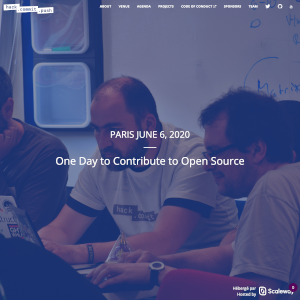 hack.commit.push
ABOUT VENUE AGENDA PROJECTS CODE OF CONDUCT SPONSORS TEAM
PARIS JUNE 6, 2020
One Day to Contribute to Open Source
Hébergé par
Hosted by
Scaleway